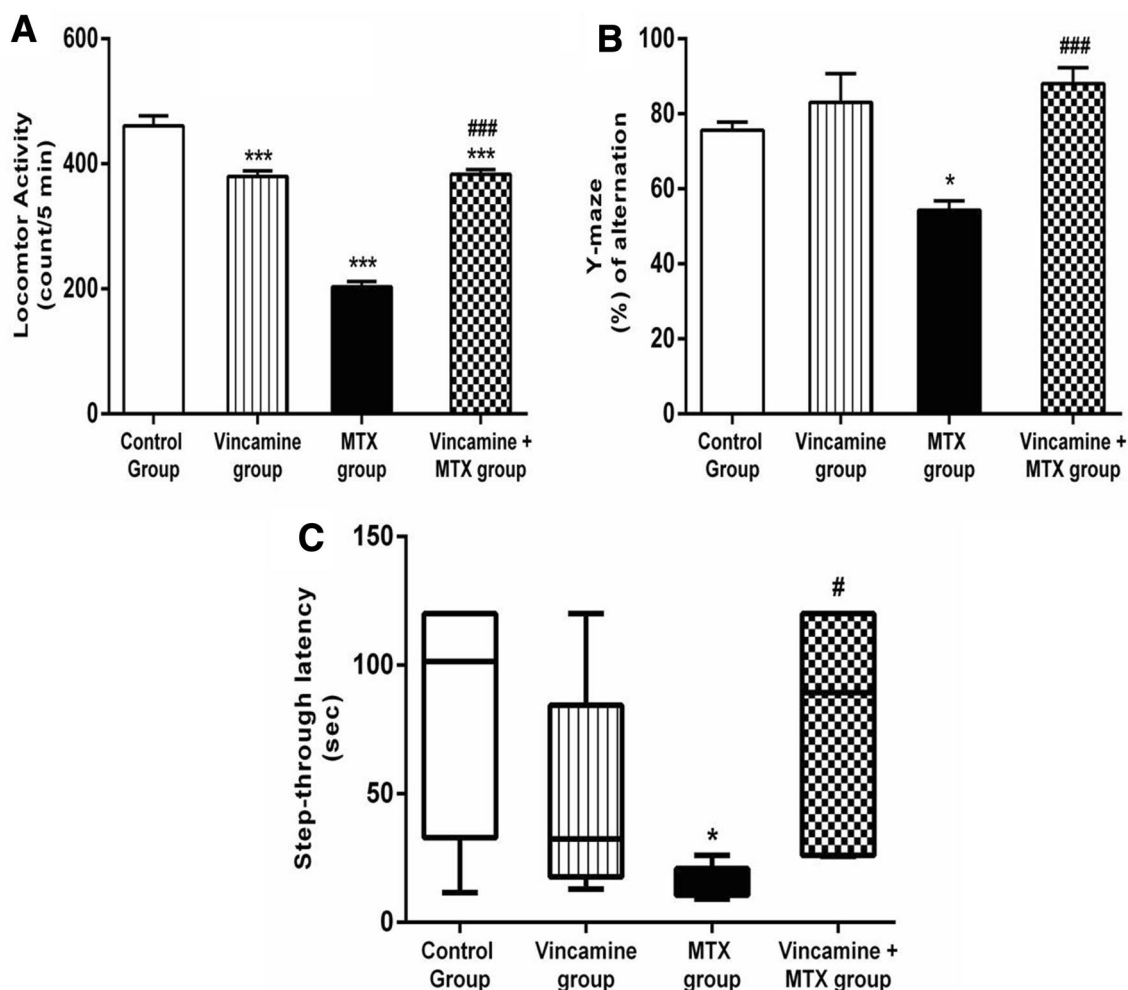 A
Locomtor Activity
(count/5 min)
600
400
200
0
***
***
###
***
Control
Group
Vincamine
group
MTX
group
Vincamine +
MTX group
B
Y-maze
(%) of alternation
100
80
60
40
20
0
*
###
Control
Group
Vincamine
group
MTX
group
Vincamine +
MTX group
C
Step-through latency
(sec)
150
100
50
0
*
#
Control
Group
Vincamine
group
MTX
group
Vincamine +
MTX group